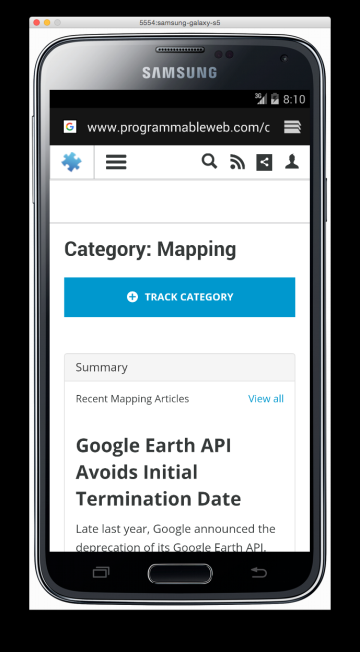 5554:samsung-galaxy-s5
SAMSUNG
3G 8:10
www.programmableweb.com/c
Category: Mapping
TRACK CATEGORY
Summary
Recent Mapping Articles View all
Google Earth API
Avoids Initial
Termination Date
Late last year, Google announced the
deprecation of its Google Earth API.